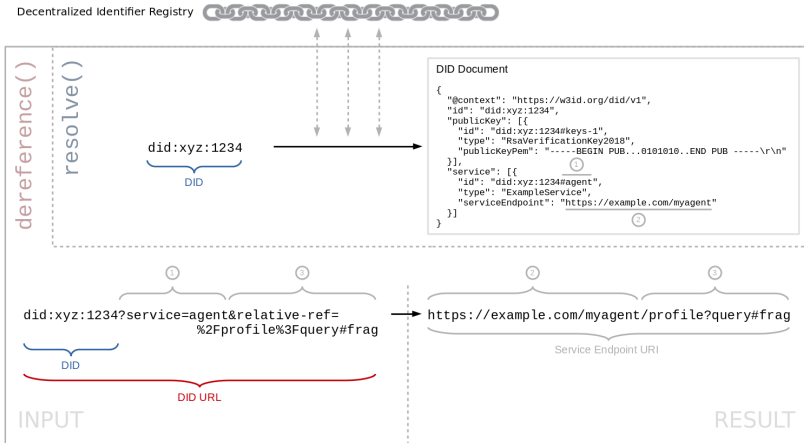 Decentralized Identifier Registry
dereference()
resolve()
did:xyz:1234
DID
DID Document
{
"@context": "https://w3id.org/did/v1",
"id": "did:xyz:1234",
"publicKey": [{
"id": "did:xyz:1234#keys-1",
"type": "RsaVerificationKey2018",
"publicKeyPem": "-----BEGIN PUB...0101010..END PUB -----\r\n"
}],
1
"service": [{
"id": "did:xyz:1234#agent",
"type": "ExampleService",
"serviceEndpoint": "https://example.com/myagent"
}]
2
}
1
3
2
3
did:xyz:1234?service=agent&relative-ref=
%2Fprofile%3Fquery#frag
https://example.com/myagent/profile?query#frag
DID
Service Endpoint URI
DID URL
INPUT
RESULT